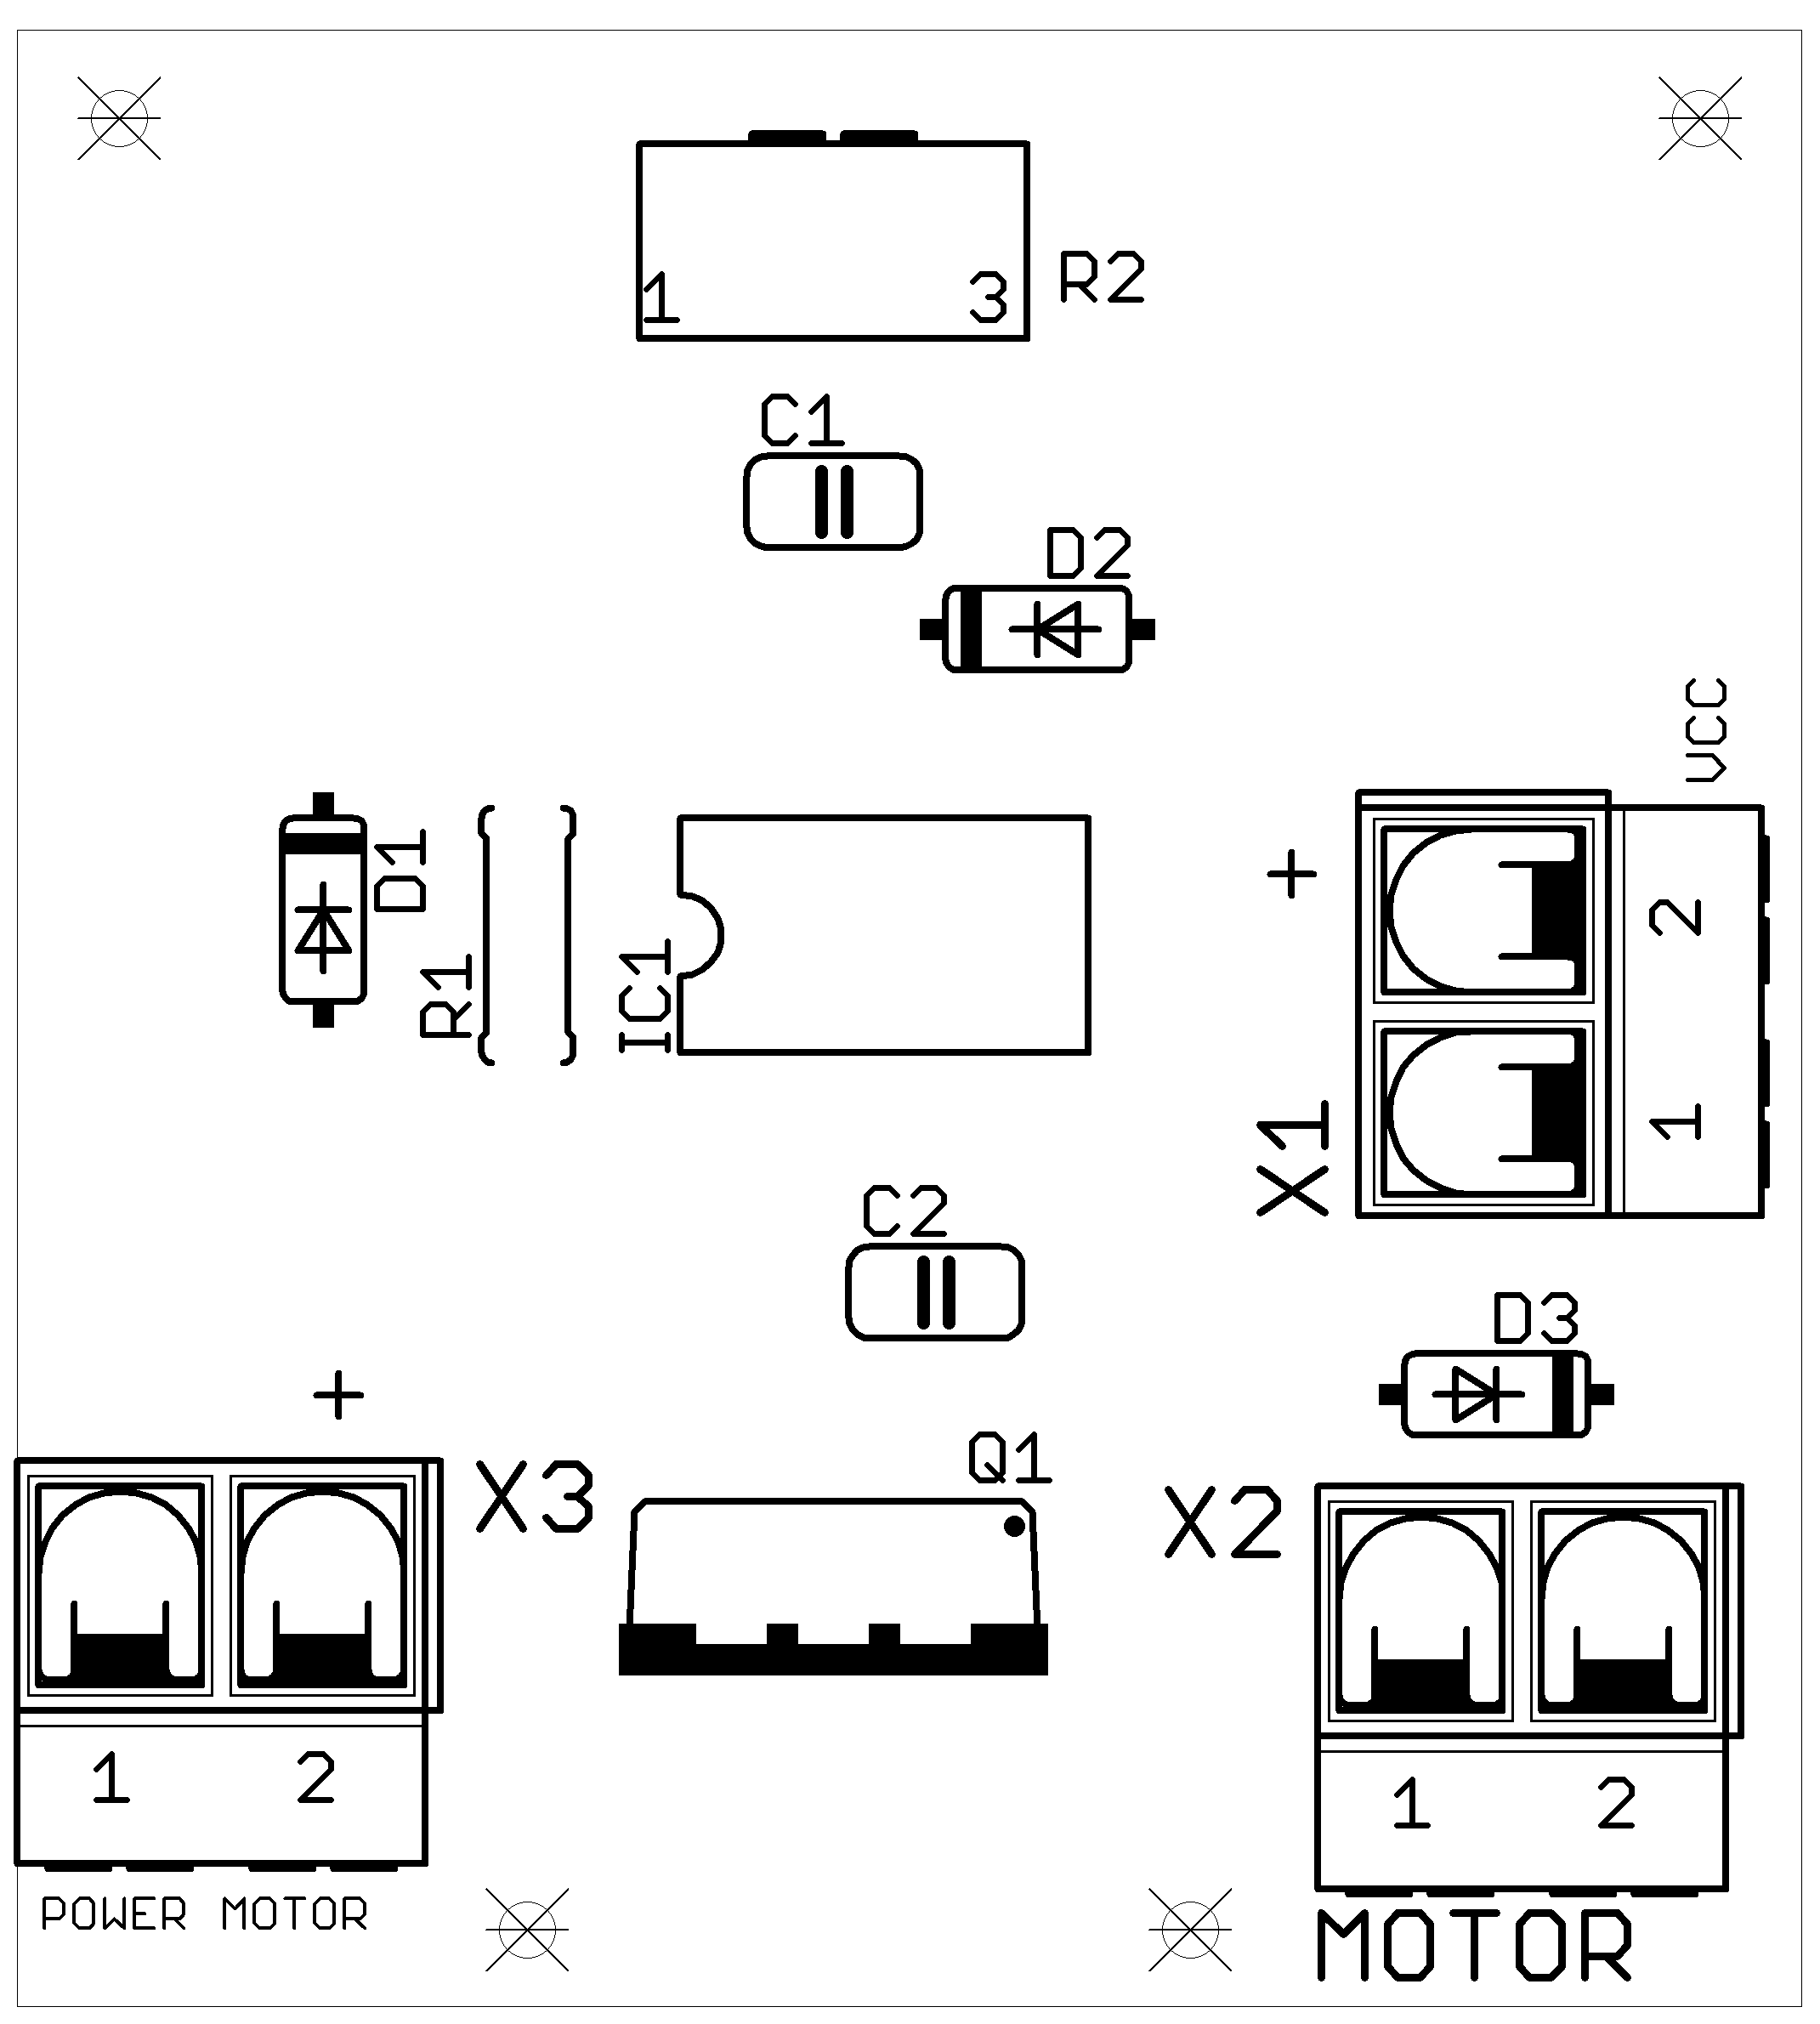 R2
1 3
C1
D2
VCC
D1
+
2
R1
IC1
1
X1
C2
D3
+
Q1
X3
X2
1 2
1 2
POWER MOTOR
MOTOR